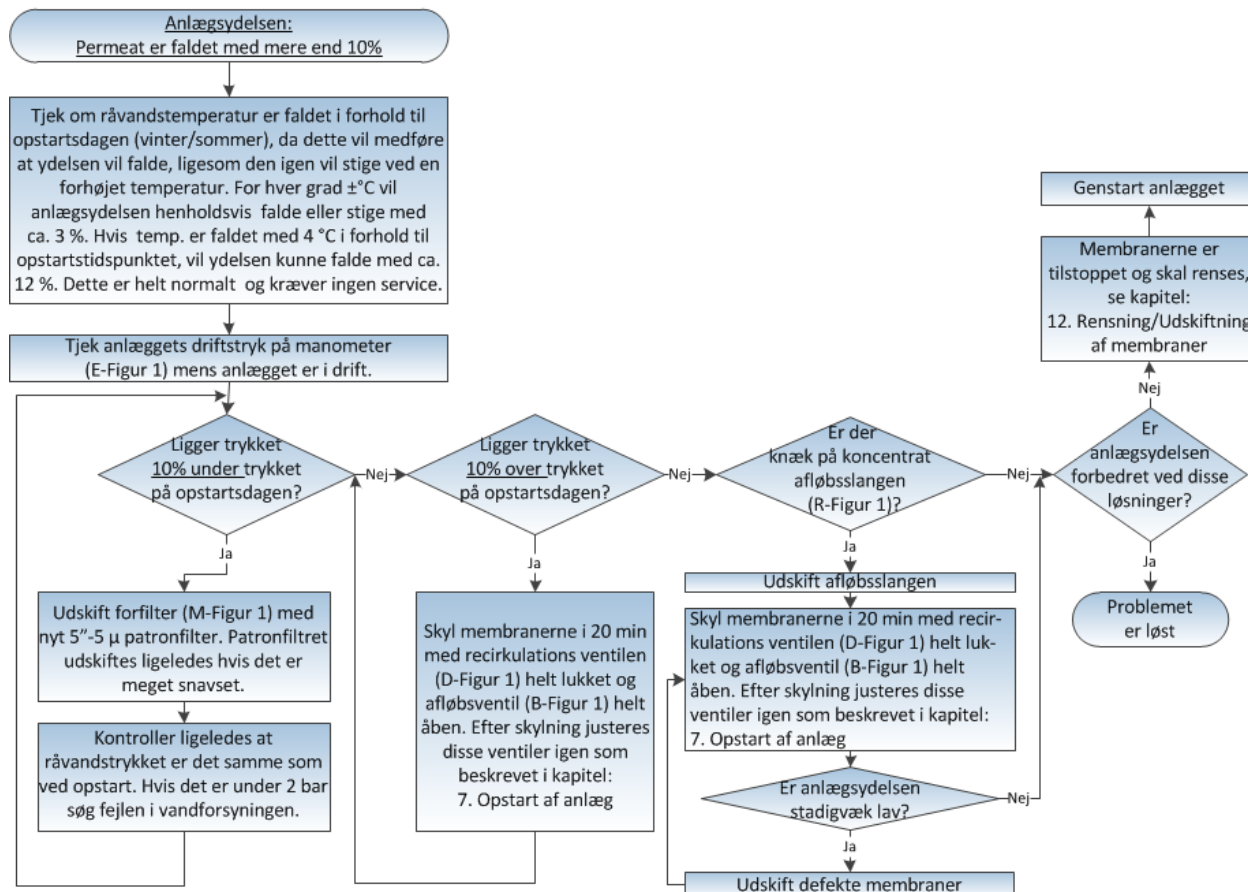 Anlægsydelsen:
Permeat er faldet med mere end 10%
Tjek om råvandstemperatur er faldet i forhold til
opstartsdagen (vinter/sommer), da dette vil medføre
at ydelsen vil falde, ligesom den igen vil stige ved en
forhøjet temperatur. For hver grad ±°C vil
anlægsydelsen henholdsvis falde eller stige med
ca. 3 %. Hvis temp. er faldet med 4 °C i forhold til
opstartstidspunktet, vil ydelsen kunne falde med ca.
12 %. Dette er helt normalt og kræver ingen service.
Tjek anlæggets driftstryk på manometer
(E-Figur 1) mens anlægget er i drift.
Ligger trykket
10% under trykket
på opstartsdagen?
Nej
Ja
Udskift forfilter (M-Figur 1) med
nyt 5”-5 µ patronfilter. Patronfiltret
udskiftes ligeledes hvis det er
meget snavset.
Kontroller ligeledes at
råvandstrykket er det samme som
ved opstart. Hvis det er under 2 bar
søg fejlen i vandforsyningen.
Ligger trykket
10% over trykket
på opstartsdagen?
Nej
Ja
Skyl membranerne i 20 min
med recirkulations ventilen
(D-Figur 1) helt lukket og
afløbsventil (B-Figur 1) helt
åben. Efter skylning justeres
disse ventiler igen som
beskrevet i kapitel:
7. Opstart af anlæg
Er der
knæk på koncentrat
afløbsslangen
(R-Figur 1)?
Nej
Ja
Udskift afløbsslangen
Skyl membranerne i 20 min med recir-
kulations ventilen (D-Figur 1) helt luk-
ket og afløbsventil (B-Figur 1) helt
åben. Efter skylning justeres disse
ventiler igen som beskrevet i kapitel:
7. Opstart af anlæg
Er anlægsydelsen
stadigvæk lav?
Nej
Ja
Udskift defekte membraner
Er
anlægsydelsen
forbedret ved disse
løsninger?
Nej
Membranerne er
tilstoppet og skal renses,
se kapitel:
12. Rensning/Udskiftning
af membraner
Genstart anlægget
Ja
Problemet
er løst